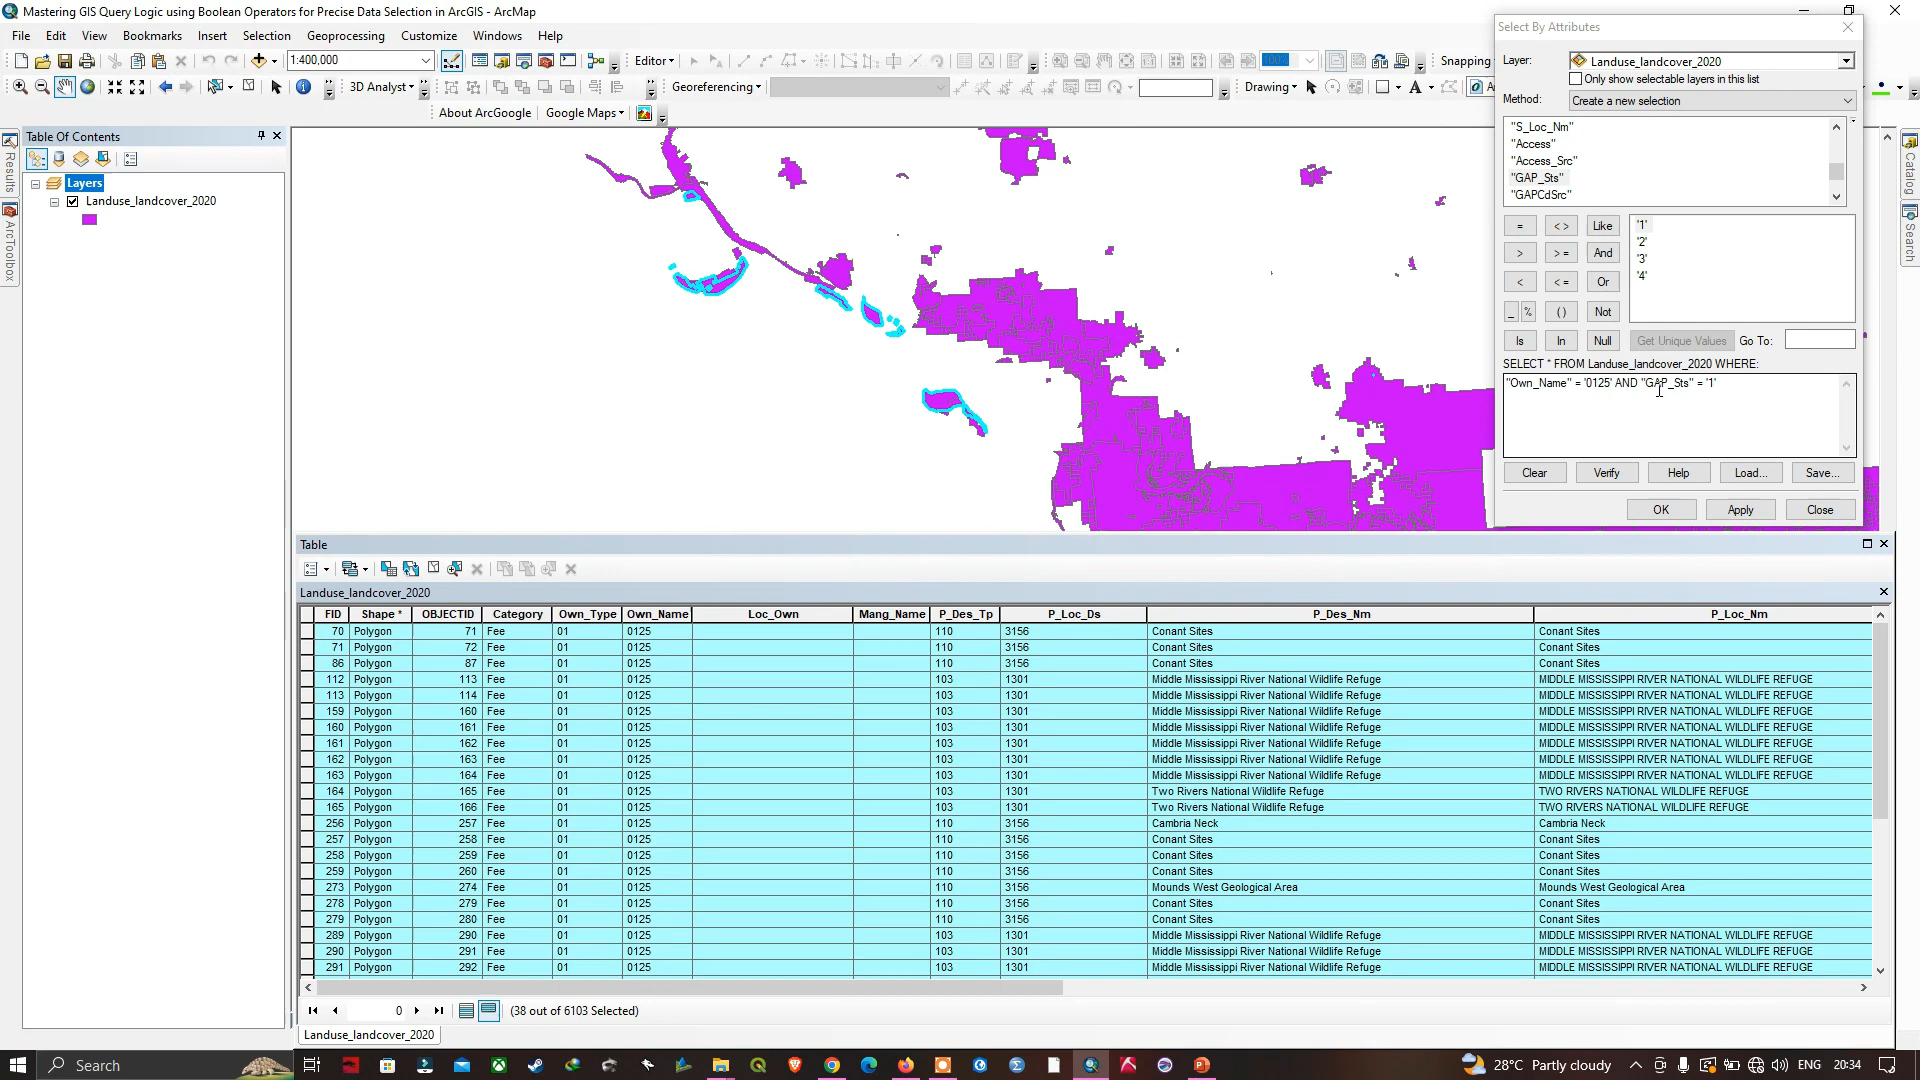 Mastering GIS Query Logic using Boolean Operators for Precise Data Selection in ArcGIS - ArcMap
File Edit View Bookmarks Insert Selection Geoprocessing Customize Windows Help
1:400,000 Editor Snapping
3D Analyst Georeferencing Drawing
About ArcGeodesy
Google Maps
Table Of Contents
Layers
Landuse_landcover_2020
Results
ArcToolbox
Catalog
Search
Select By Attributes
Layer: Landuse_landcover_2020
Only show selectable layers in this list
Method: Create a new selection
"S_Loc_Nm"
"Access"
"Access_Src"
"GAP_Sts"
"GAPCdSrc"
= < > Like
> > = And
< < = Or
_ % ( ) Not
Is In Null
'1'
'2'
'3'
'4'
Get Unique Values Go To:
SELECT * FROM Landuse_landcover_2020 WHERE:
"Own_Name" = '0125' AND "GAP_Sts" = '1'
Clear Verify Help Load... Save...
OK Apply Close
Table
Landuse_landcover_2020
FID Shape * OBJECTID Category Own_Type Own_Name Loc_Own Mang_Name P_Des_Tp P_Loc_Ds P_Des_Nm P_Loc_Nm
70 Polygon 71 Fee 01 0125 110 3156 Conant Sites Conant Sites
71 Polygon 72 Fee 01 0125 110 3156 Conant Sites Conant Sites
86 Polygon 87 Fee 01 0125 110 3156 Conant Sites Conant Sites
112 Polygon 113 Fee 01 0125 103 1301 Middle Mississippi River National Wildlife Refuge MIDDLE MISSISSIPPI RIVER NATIONAL WILDLIFE REFUGE
113 Polygon 114 Fee 01 0125 103 1301 Middle Mississippi River National Wildlife Refuge MIDDLE MISSISSIPPI RIVER NATIONAL WILDLIFE REFUGE
159 Polygon 160 Fee 01 0125 103 1301 Middle Mississippi River National Wildlife Refuge MIDDLE MISSISSIPPI RIVER NATIONAL WILDLIFE REFUGE
160 Polygon 161 Fee 01 0125 103 1301 Middle Mississippi River National Wildlife Refuge MIDDLE MISSISSIPPI RIVER NATIONAL WILDLIFE REFUGE
161 Polygon 162 Fee 01 0125 103 1301 Middle Mississippi River National Wildlife Refuge MIDDLE MISSISSIPPI RIVER NATIONAL WILDLIFE REFUGE
162 Polygon 163 Fee 01 0125 103 1301 Middle Mississippi River National Wildlife Refuge MIDDLE MISSISSIPPI RIVER NATIONAL WILDLIFE REFUGE
163 Polygon 164 Fee 01 0125 103 1301 Middle Mississippi River National Wildlife Refuge MIDDLE MISSISSIPPI RIVER NATIONAL WILDLIFE REFUGE
164 Polygon 165 Fee 01 0125 103 1301 Two Rivers National Wildlife Refuge TWO RIVERS NATIONAL WILDLIFE REFUGE
165 Polygon 166 Fee 01 0125 103 1301 Two Rivers National Wildlife Refuge TWO RIVERS NATIONAL WILDLIFE REFUGE
256 Polygon 257 Fee 01 0125 110 3156 Cambria Neck Cambria Neck
257 Polygon 258 Fee 01 0125 110 3156 Conant Sites Conant Sites
258 Polygon 259 Fee 01 0125 110 3156 Conant Sites Conant Sites
259 Polygon 260 Fee 01 0125 110 3156 Conant Sites Conant Sites
273 Polygon 274 Fee 01 0125 110 3156 Mounds West Geological Area Mounds West Geological Area
278 Polygon 279 Fee 01 0125 110 3156 Conant Sites Conant Sites
279 Polygon 280 Fee 01 0125 110 3156 Conant Sites Conant Sites
289 Polygon 290 Fee 01 0125 103 1301 Middle Mississippi River National Wildlife Refuge MIDDLE MISSISSIPPI RIVER NATIONAL WILDLIFE REFUGE
290 Polygon 291 Fee 01 0125 103 1301 Middle Mississippi River National Wildlife Refuge MIDDLE MISSISSIPPI RIVER NATIONAL WILDLIFE REFUGE
291 Polygon 292 Fee 01 0125 103 1301 Middle Mississippi River National Wildlife Refuge MIDDLE MISSISSIPPI RIVER NATIONAL WILDLIFE REFUGE
0 (38 out of 6103 Selected)
Landuse_landcover_2020
Search 28°C Partly cloudy ENG 20:34